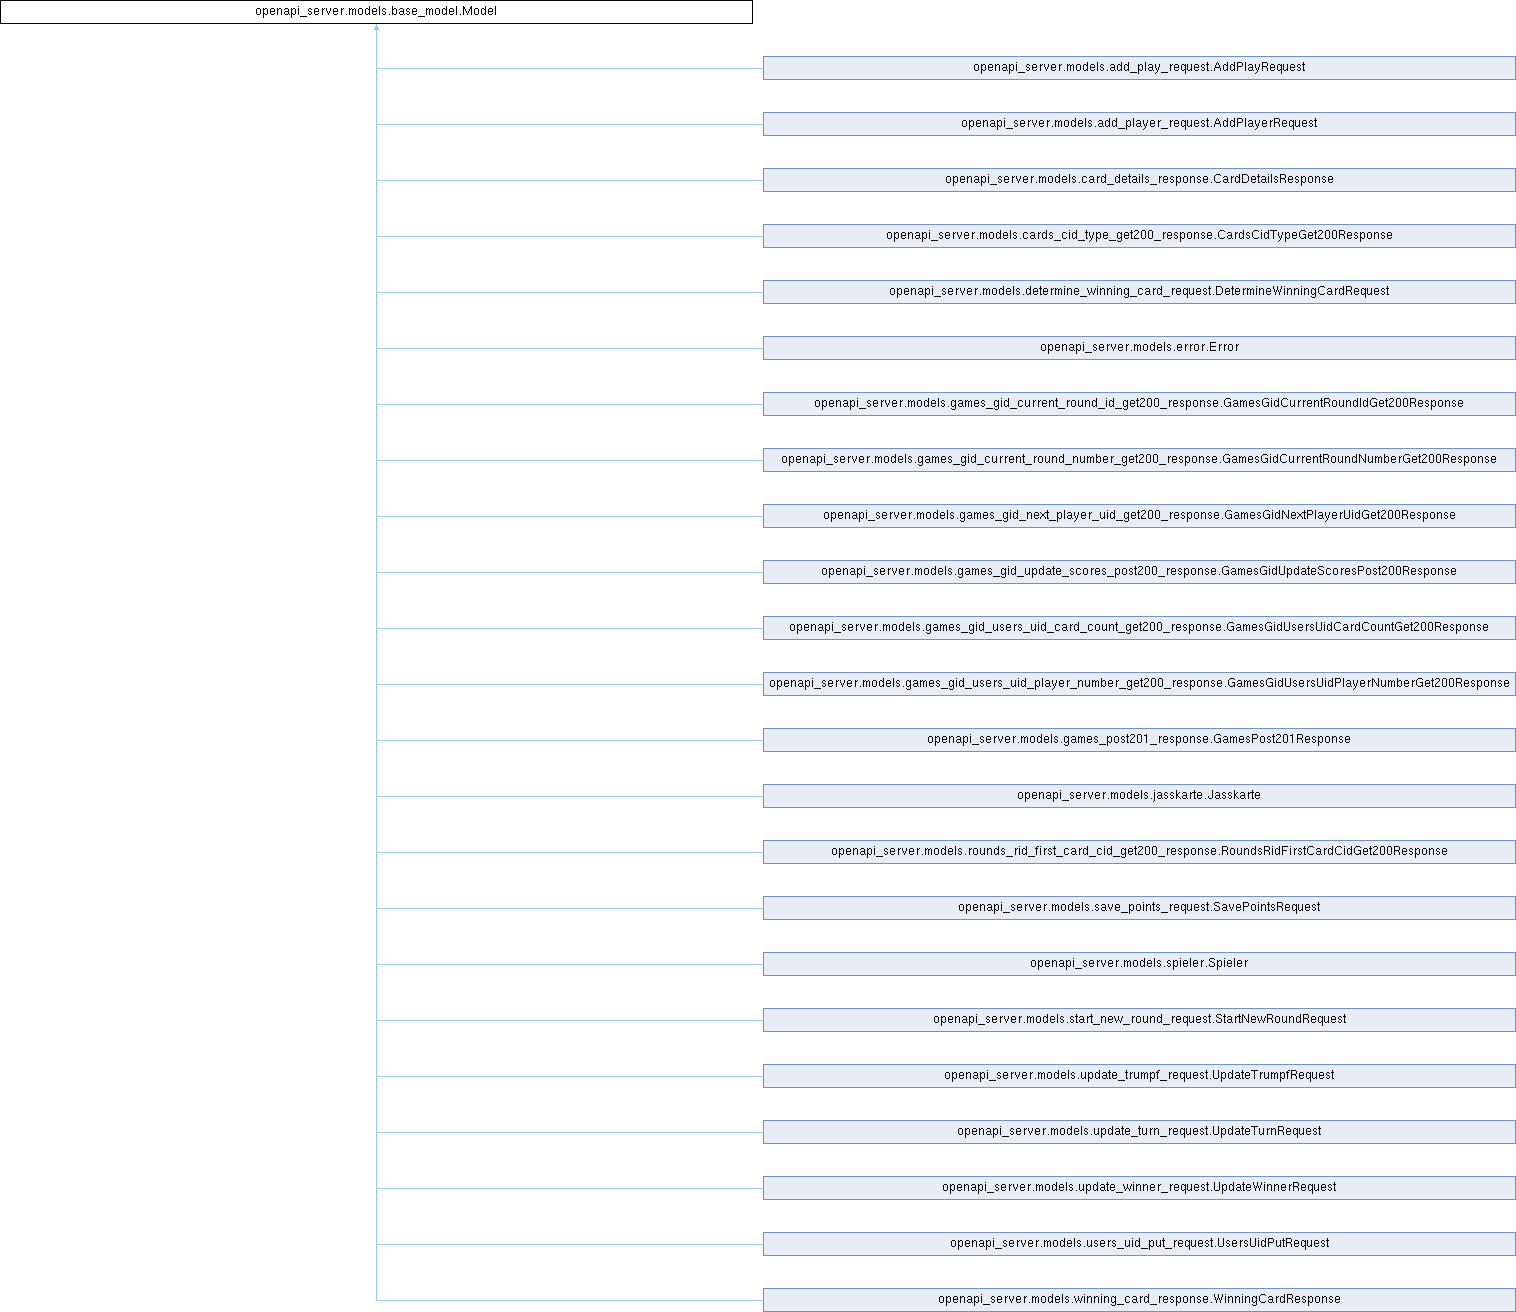 openapi_server.models.base_model.Model
openapi_server.models.add_play_request.AddPlayRequest
openapi_server.models.add_player_request.AddPlayerRequest
openapi_server.models.card_details_response.CardDetailsResponse
openapi_server.models.cards_cid_type_get200_response.CardsCidTypeGet200Response
openapi_server.models.determine_winning_card_request.DetermineWinningCardRequest
openapi_server.models.error.Error
openapi_server.models.games_gid_current_round_id_get200_response.GamesGidCurrentRoundIdGet200Response
openapi_server.models.games_gid_current_round_number_get200_response.GamesGidCurrentRoundNumberGet200Response
openapi_server.models.games_gid_next_player_uid_get200_response.GamesGidNextPlayerUidGet200Response
openapi_server.models.games_gid_update_scores_post200_response.GamesGidUpdateScoresPost200Response
openapi_server.models.games_gid_users_uid_card_count_get200_response.GamesGidUsersUidCardCountGet200Response
openapi_server.models.games_gid_users_uid_player_number_get200_response.GamesGidUsersUidPlayerNumberGet200Response
openapi_server.models.games_post201_response.GamesPost201Response
openapi_server.models.jasskarte.Jasskarte
openapi_server.models.rounds_rid_first_card_cid_get200_response.RoundsRidFirstCardCidGet200Response
openapi_server.models.save_points_request.SavePointsRequest
openapi_server.models.spieler.Spieler
openapi_server.models.start_new_round_request.StartNewRoundRequest
openapi_server.models.update_trumpf_request.UpdateTrumpfRequest
openapi_server.models.update_turn_request.UpdateTurnRequest
openapi_server.models.update_winner_request.UpdateWinnerRequest
openapi_server.models.users_uid_put_request.UsersUidPutRequest
openapi_server.models.winning_card_response.WinningCardResponse